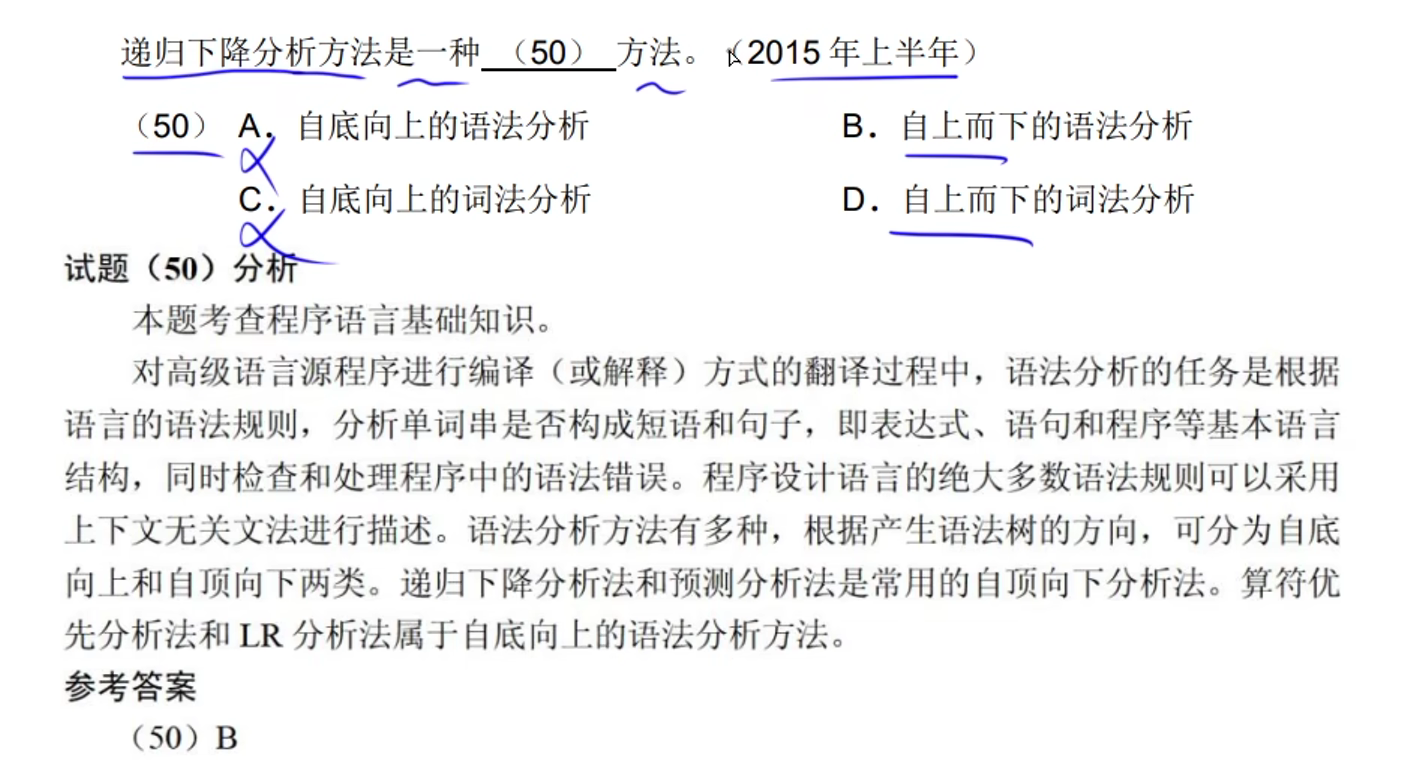 递归下降分析方法是一种 （50） 方法。（2015 年上半年）
（50） A．自底向上的语法分析 B．自上而下的语法分析
C．自底向上的词法分析 D．自上而下的词法分析
试题（50）分析
本题考查程序语言基础知识。
对高级语言源程序进行编译（或解释）方式的翻译过程中，语法分析的任务是根据
语言的语法规则，分析单词串是否构成短语和句子，即表达式、语句和程序等基本语言
结构，同时检查和处理程序中的语法错误。程序设计语言的绝大多数语法规则可以采用
上下文无关文法进行描述。语法分析方法有多种，根据产生语法树的方向，可分为自底
向上和自顶向下两类。递归下降分析法和预测分析法是常用的自顶向下分析法。算符优
先分析法和 LR 分析法属于自底向上的语法分析方法。
参考答案
（50）B